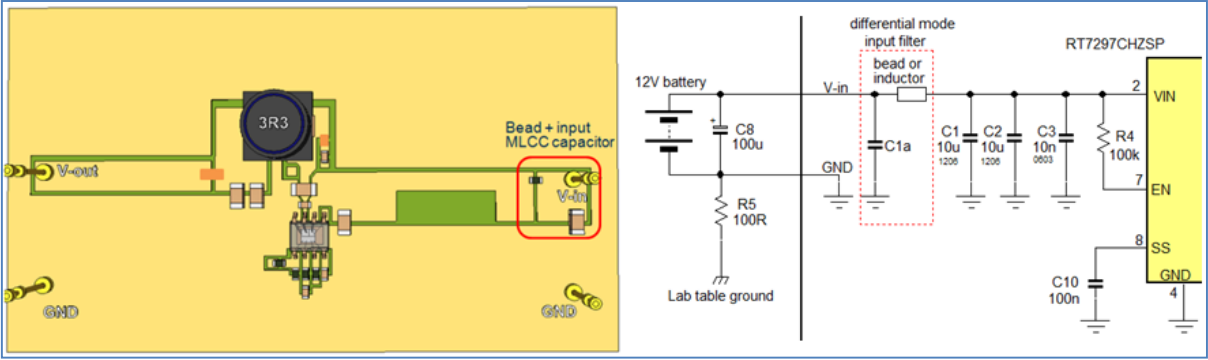 3R3
Bead + input
MLCC capacitor
V-out
V-in
GND
GND
differential mode
input filter
RT7297CHZSP
12V battery
bead or
inductor
V-in
2
VIN
+
C8
100u
C1a
C1
10u
1206
C2
10u
1206
C3
10n
0603
R4
100k
GND
7
EN
R5
100R
8
SS
C10
100n
GND
4
Lab table ground